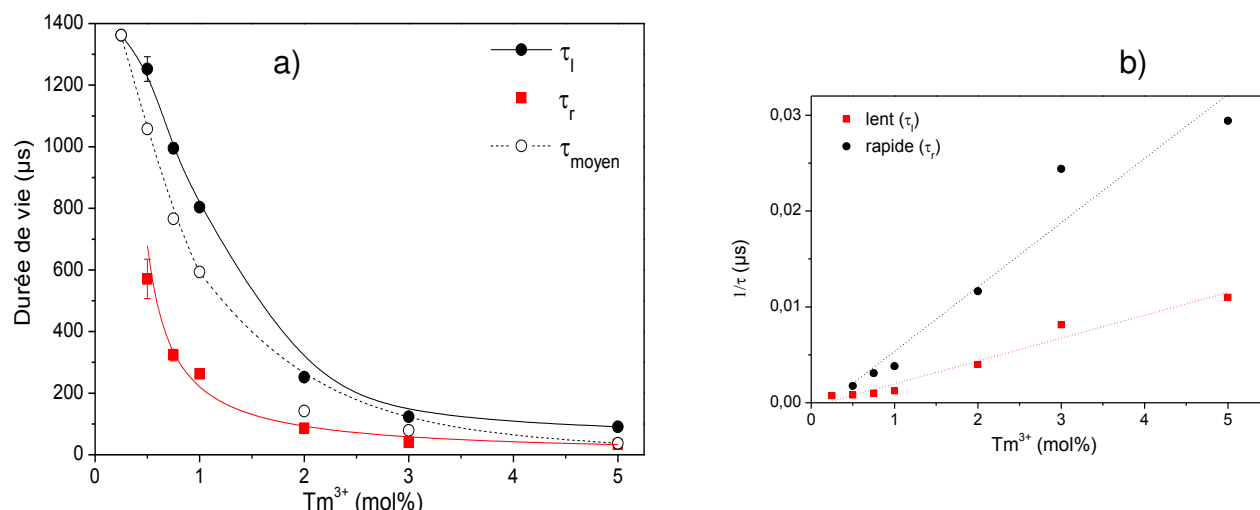 a)
1400
1200
1000
800
600
400
200
0
Durée de vie (µs)
τl
τr
τmoyen
0 1 2 3 4 5
Tm3+ (mol%)
b)
0,03
0,02
0,01
0,00
1/τ (µs)
lent (τl)
rapide (τr)
0 1 2 3 4 5
Tm3+ (mol%)